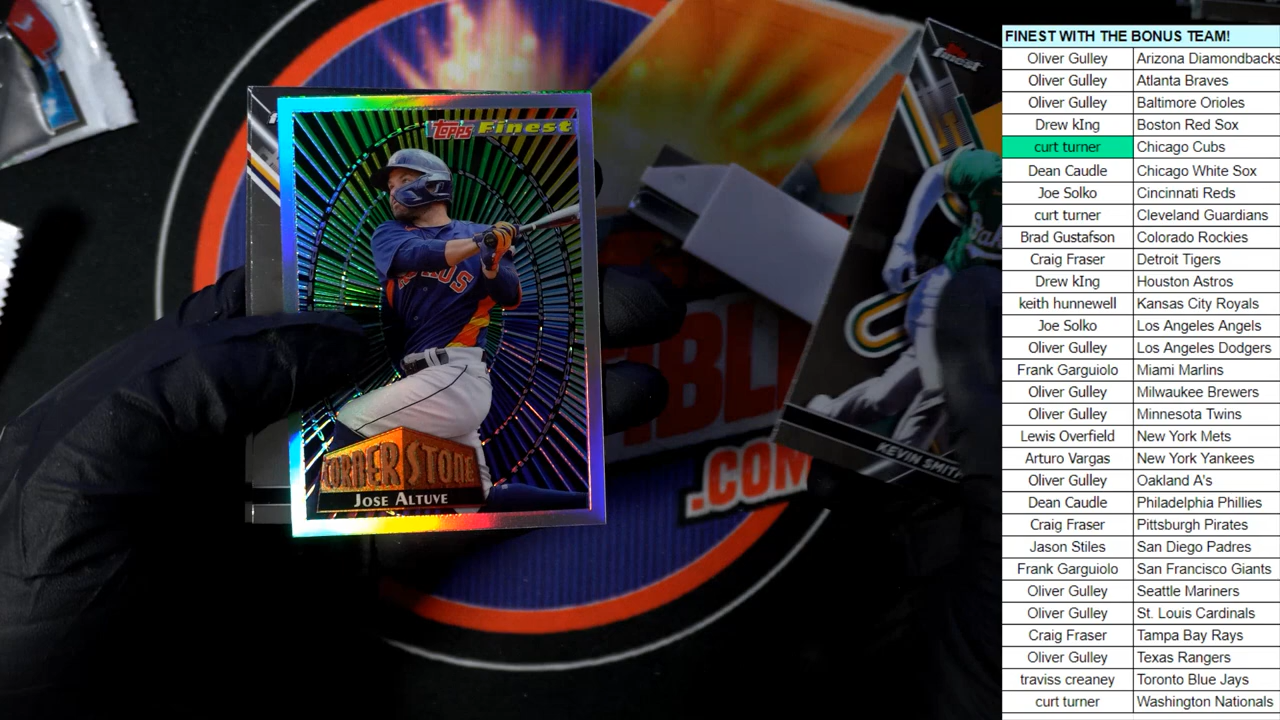 TOPPS Finest
ASTROS
CORNERSTONE
JOSE ALTUVE
finest
KEVIN SMITH
.COM
FINEST WITH THE BONUS TEAM!
Oliver Gulley Arizona Diamondbacks
Oliver Gulley Atlanta Braves
Oliver Gulley Baltimore Orioles
Drew kIng Boston Red Sox
curt turner Chicago Cubs
Dean Caudle Chicago White Sox
Joe Solko Cincinnati Reds
curt turner Cleveland Guardians
Brad Gustafson Colorado Rockies
Craig Fraser Detroit Tigers
Drew kIng Houston Astros
keith hunnewell Kansas City Royals
Joe Solko Los Angeles Angels
Oliver Gulley Los Angeles Dodgers
Frank Garguiolo Miami Marlins
Oliver Gulley Milwaukee Brewers
Oliver Gulley Minnesota Twins
Lewis Overfield New York Mets
Arturo Vargas New York Yankees
Oliver Gulley Oakland A's
Dean Caudle Philadelphia Phillies
Craig Fraser Pittsburgh Pirates
Jason Stiles San Diego Padres
Frank Garguiolo San Francisco Giants
Oliver Gulley Seattle Mariners
Oliver Gulley St. Louis Cardinals
Craig Fraser Tampa Bay Rays
Oliver Gulley Texas Rangers
traviss creaney Toronto Blue Jays
curt turner Washington Nationals